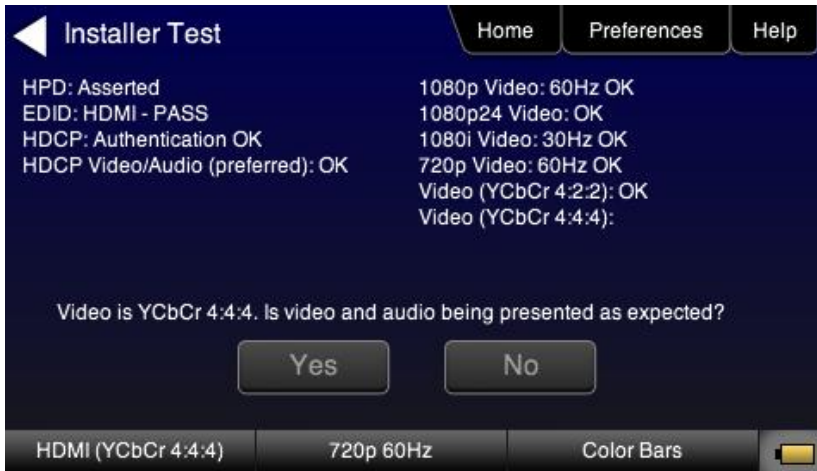 Installer Test
Home
Preferences
Help
HPD: Asserted
EDID: HDMI - PASS
HDCP: Authentication OK
HDCP Video/Audio (preferred): OK
1080p Video: 60Hz OK
1080p24 Video: OK
1080i Video: 30Hz OK
720p Video: 60Hz OK
Video (YCbCr 4:2:2): OK
Video (YCbCr 4:4:4):
Video is YCbCr 4:4:4. Is video and audio being presented as expected?
Yes
No
HDMI (YCbCr 4:4:4)
720p 60Hz
Color Bars